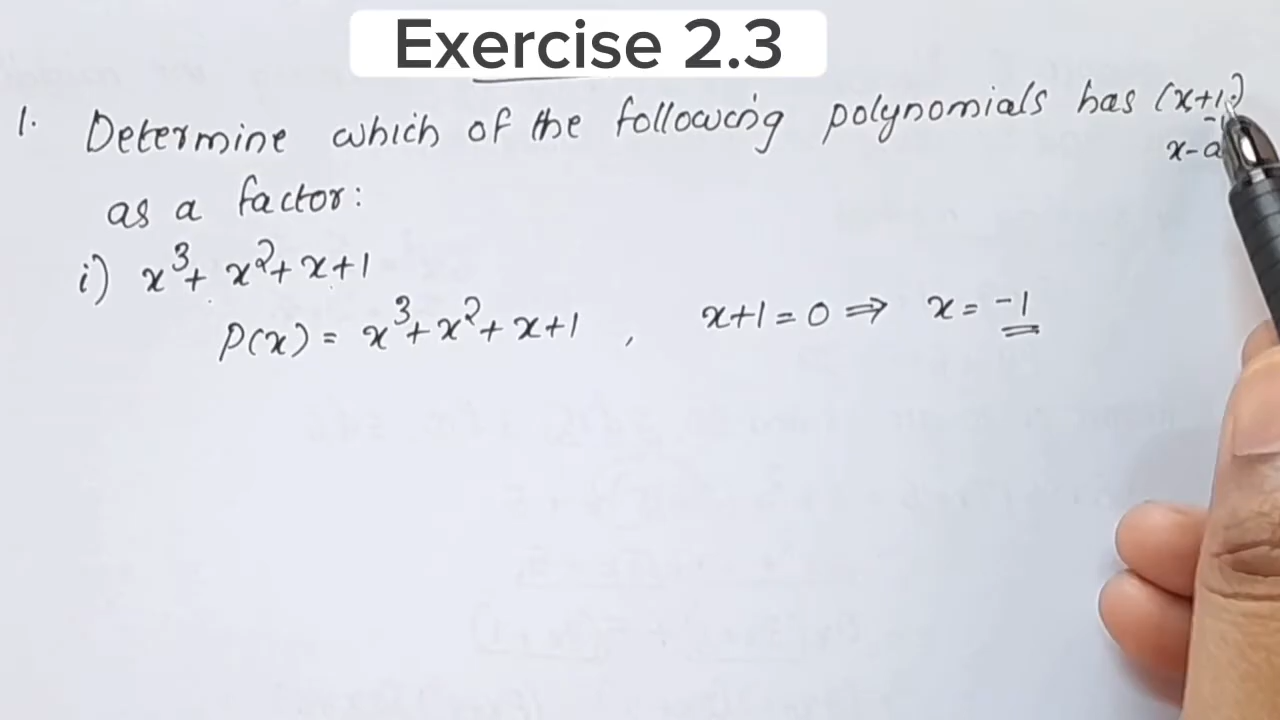 Exercise 2.3
1. Determine which of the following polynomials has (x+1)
x-a
as a factor:
i) x³+ x²+ x+1
P(x) = x³+x²+x+1 , x+1=0 ⇒ x= -1